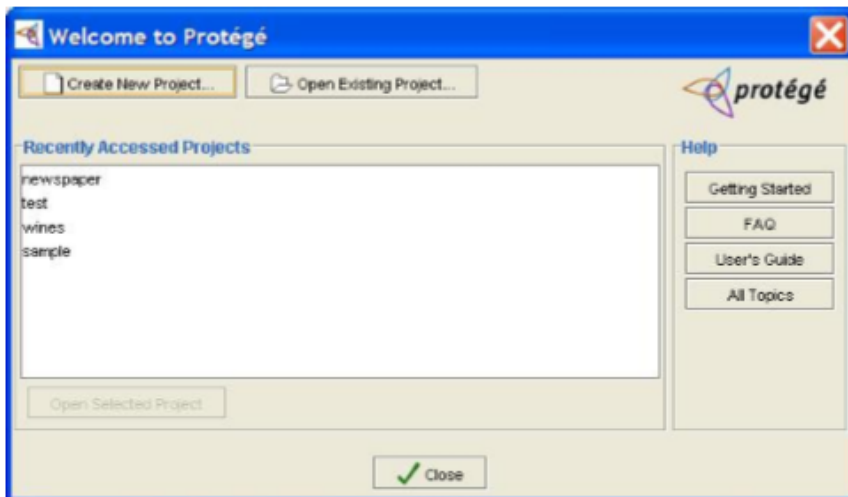 Welcome to Protégé
Create New Project...
Open Existing Project...
protégé
Recently Accessed Projects
newspaper
test
wines
sample
Open Selected Project
Help
Getting Started
FAQ
User's Guide
All Topics
Close